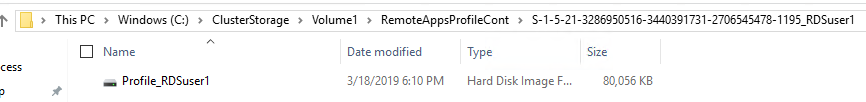 This PC > Windows (C:) > ClusterStorage > Volume1 > RemoteAppsProfileCont > S-1-5-21-3286950516-3440391731-2706545478-1195_RDSuser1
Name Date modified Type Size
cess
Profile_RDSuser1 3/18/2019 6:10 PM Hard Disk Image F... 80,056 KB
p